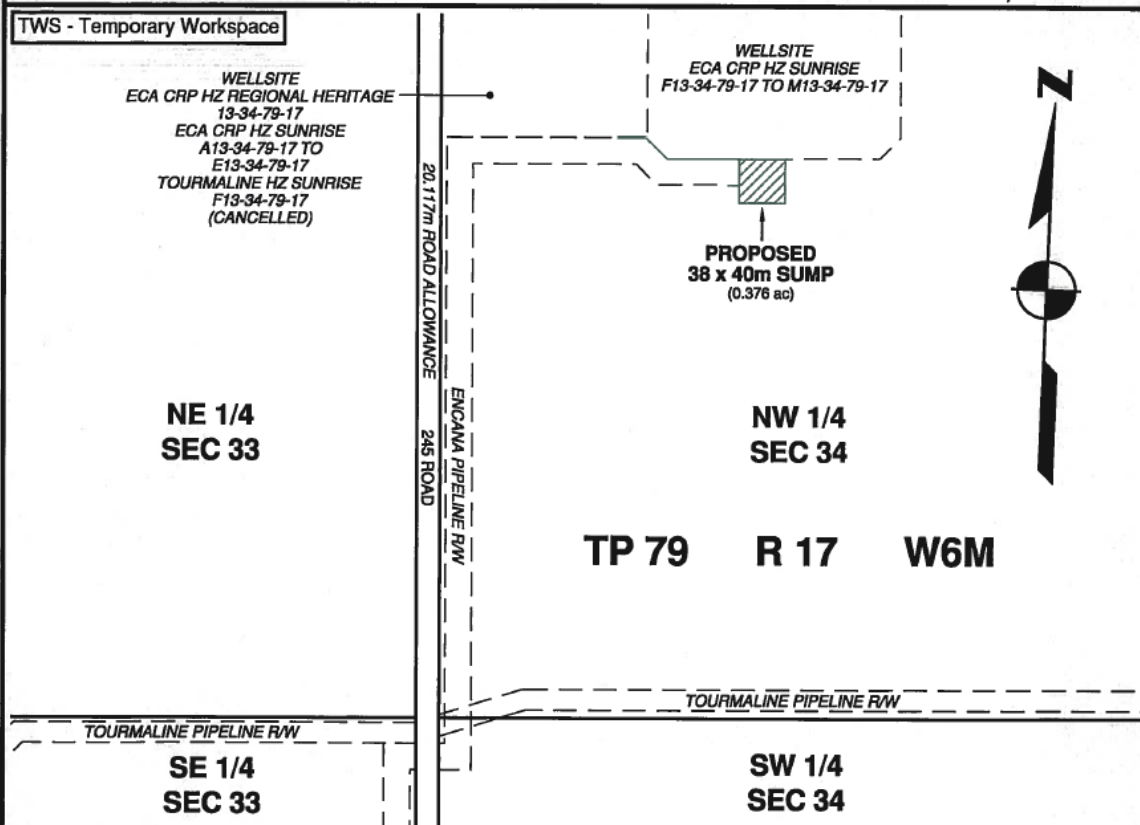 TWS - Temporary Workspace
WELLSITE
ECA CRP HZ REGIONAL HERITAGE
13-34-79-17
ECA CRP HZ SUNRISE
A13-34-79-17 TO
E13-34-79-17
TOURMALINE HZ SUNRISE
F13-34-79-17
(CANCELLED)
WELLSITE
ECA CRP HZ SUNRISE
F13-34-79-17 TO M13-34-79-17
Z
20.117m ROAD ALLOWANCE
245 ROAD
ENCANA PIPELINE R/W
PROPOSED
38 x 40m SUMP
(0.376 ac)
NE 1/4
SEC 33
NW 1/4
SEC 34
TP 79 R 17 W6M
TOURMALINE PIPELINE R/W
TOURMALINE PIPELINE R/W
SE 1/4
SEC 33
SW 1/4
SEC 34